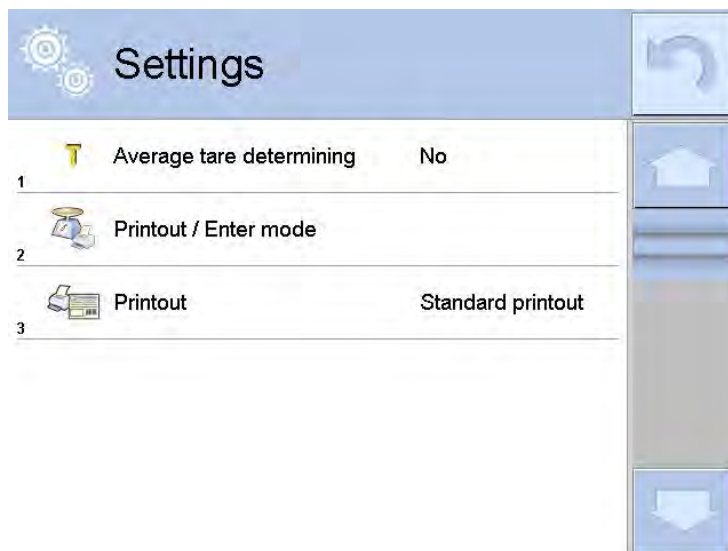 Settings
Average tare determining No
1
Printout / Enter mode
2
Printout Standard printout
3